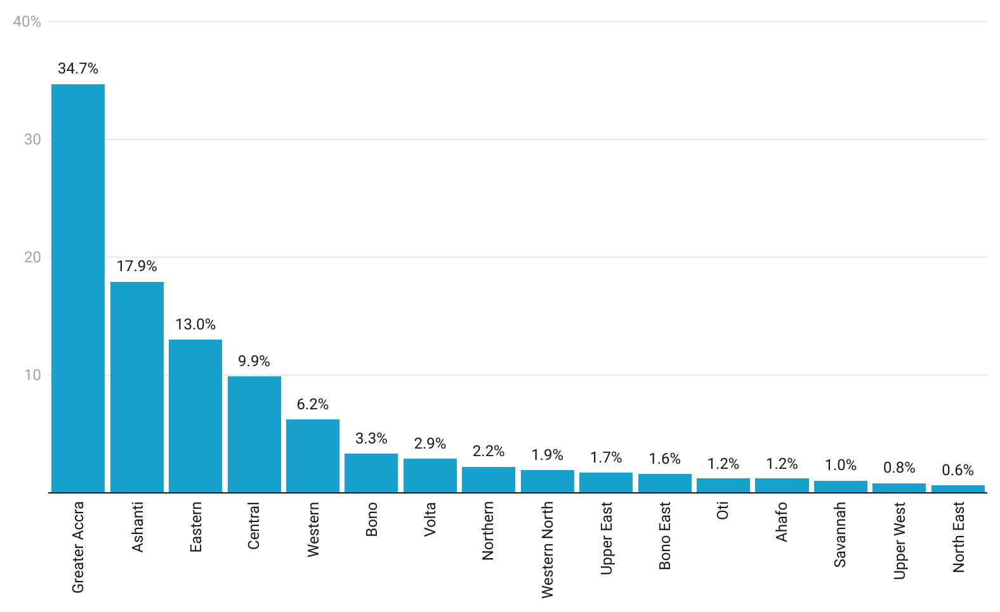 40%
34.7%
30
20
17.9%
13.0%
9.9%
10
6.2%
3.3%
2.9%
2.2%
1.9%
1.7%
1.6%
1.2%
1.2%
1.0%
0.8%
0.6%
Greater Accra
Ashanti
Eastern
Central
Western
Bono
Volta
Northern
Western North
Upper East
Bono East
Oti
Ahafo
Savannah
Upper West
North East